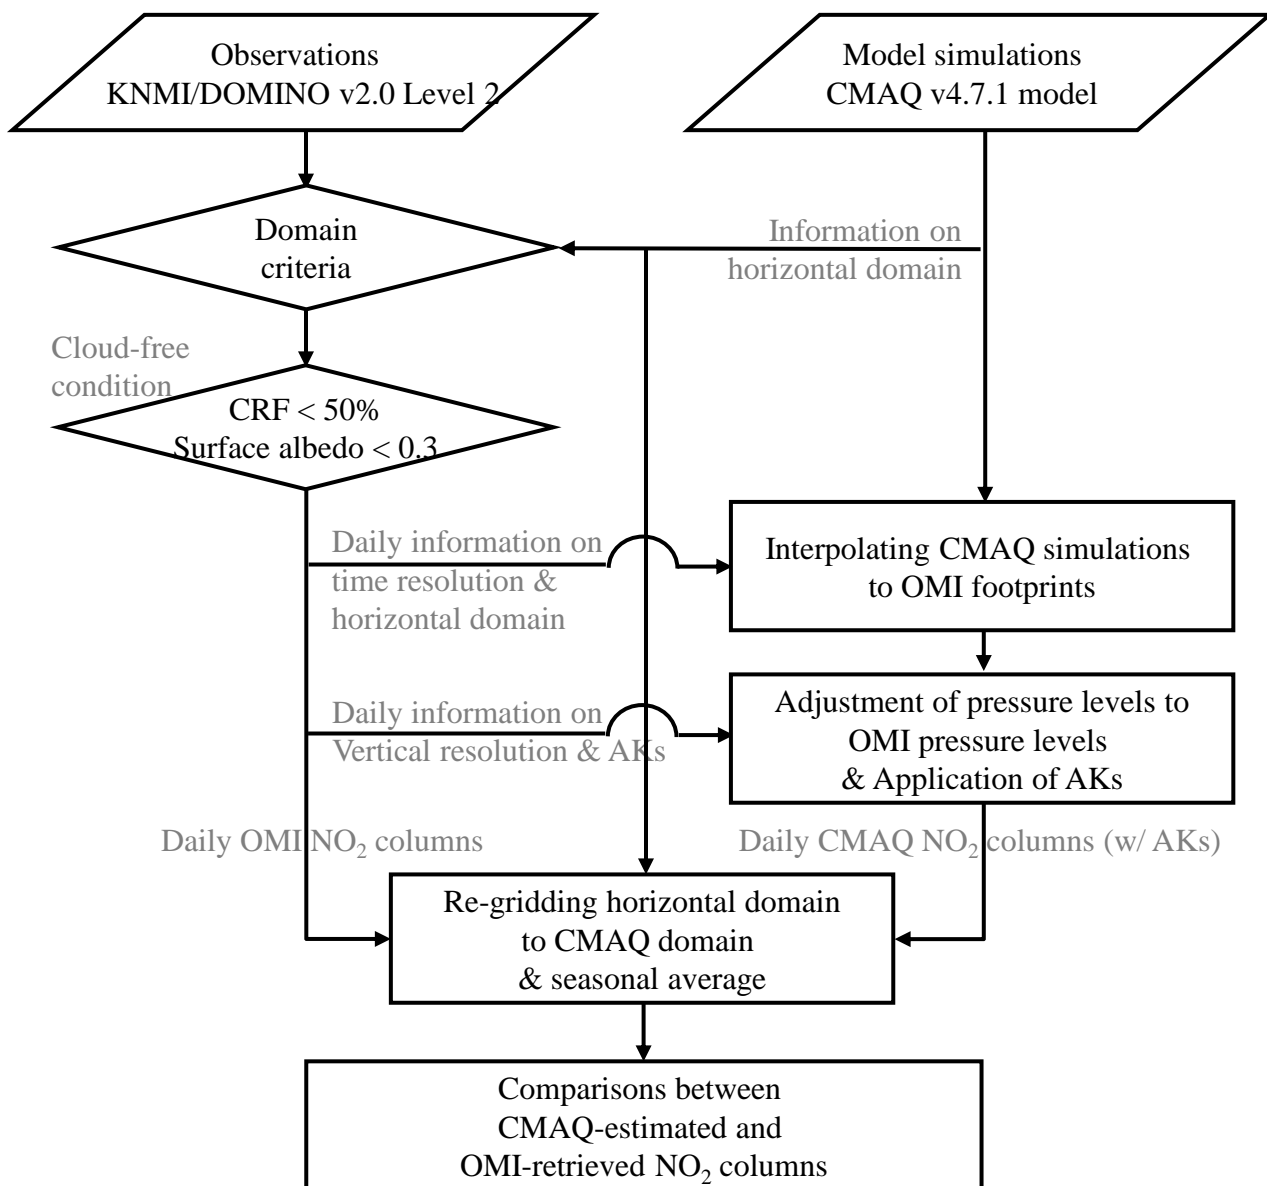 Observations
KNMI/DOMINO v2.0 Level 2
Model simulations
CMAQ v4.7.1 model
Domain
criteria
Information on
horizontal domain
Cloud-free
condition
CRF < 50%
Surface albedo < 0.3
Daily information on
time resolution &
horizontal domain
Interpolating CMAQ simulations
to OMI footprints
Daily information on
Vertical resolution & AKs
Adjustment of pressure levels to
OMI pressure levels
& Application of AKs
Daily OMI NO₂ columns
Daily CMAQ NO₂ columns (w/ AKs)
Re-gridding horizontal domain
to CMAQ domain
& seasonal average
Comparisons between
CMAQ-estimated and
OMI-retrieved NO₂ columns